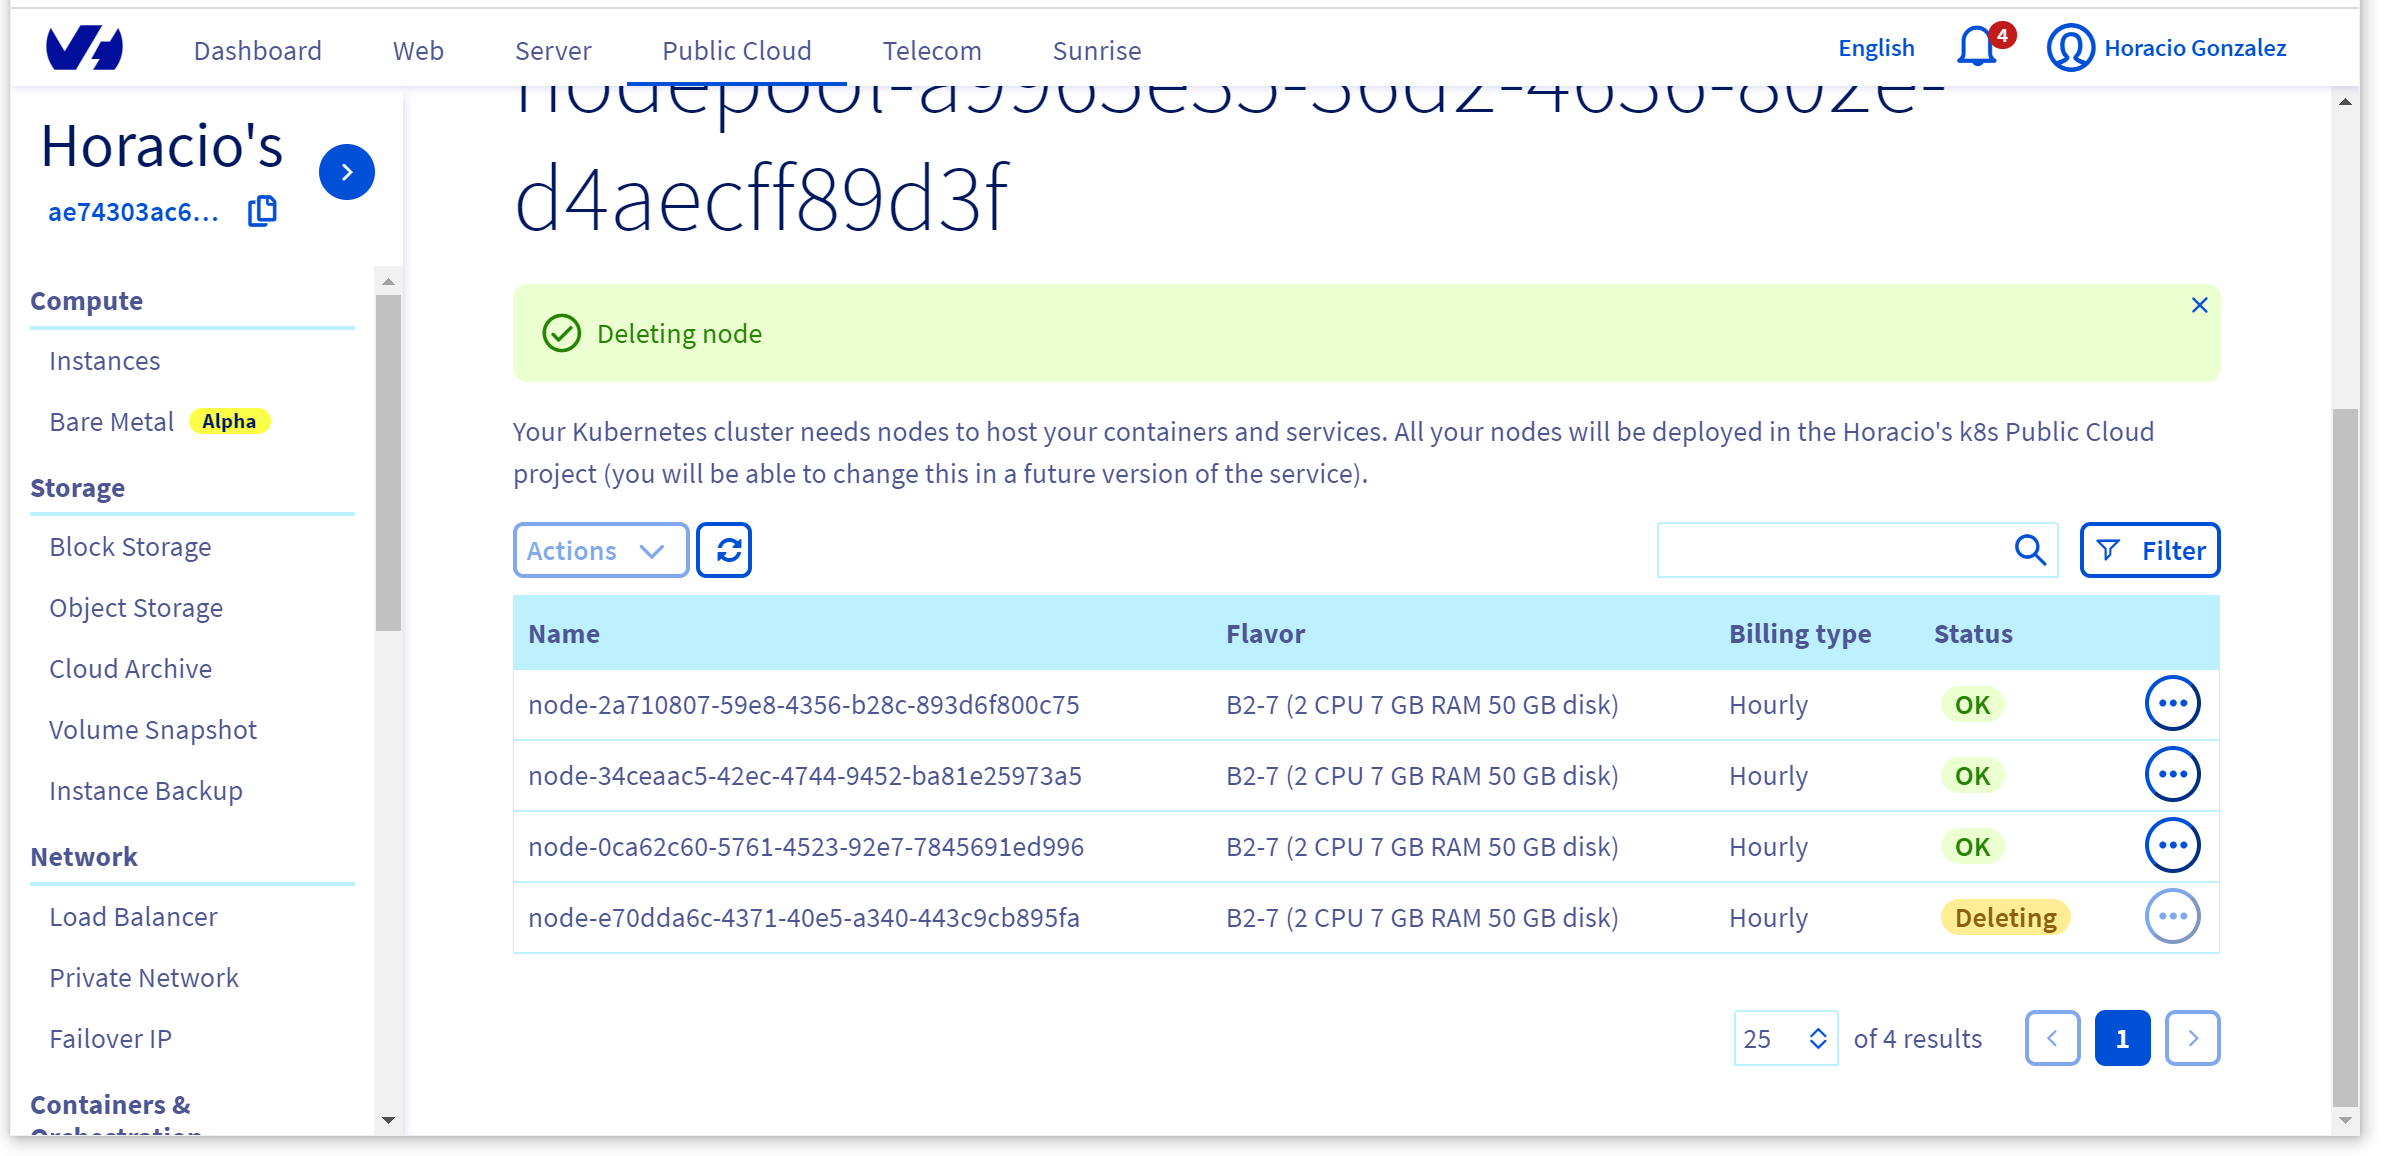 Dashboard
Web
Server
Public Cloud
Telecom
Sunrise
English
4
Horacio Gonzalez
Horacio's
ae74303ac6...
Compute
Instances
Bare Metal Alpha
Storage
Block Storage
Object Storage
Cloud Archive
Volume Snapshot
Instance Backup
Network
Load Balancer
Private Network
Failover IP
Containers &
Orchestration
d4aecff89d3f
Deleting node
Your Kubernetes cluster needs nodes to host your containers and services. All your nodes will be deployed in the Horacio's k8s Public Cloud
project (you will be able to change this in a future version of the service).
Actions
Filter
Name Flavor Billing type Status
node-2a710807-59e8-4356-b28c-893d6f800c75 B2-7 (2 CPU 7 GB RAM 50 GB disk) Hourly OK
node-34ceaac5-42ec-4744-9452-ba81e25973a5 B2-7 (2 CPU 7 GB RAM 50 GB disk) Hourly OK
node-0ca62c60-5761-4523-92e7-7845691ed996 B2-7 (2 CPU 7 GB RAM 50 GB disk) Hourly OK
node-e70dda6c-4371-40e5-a340-443c9cb895fa B2-7 (2 CPU 7 GB RAM 50 GB disk) Hourly Deleting
25 of 4 results 1